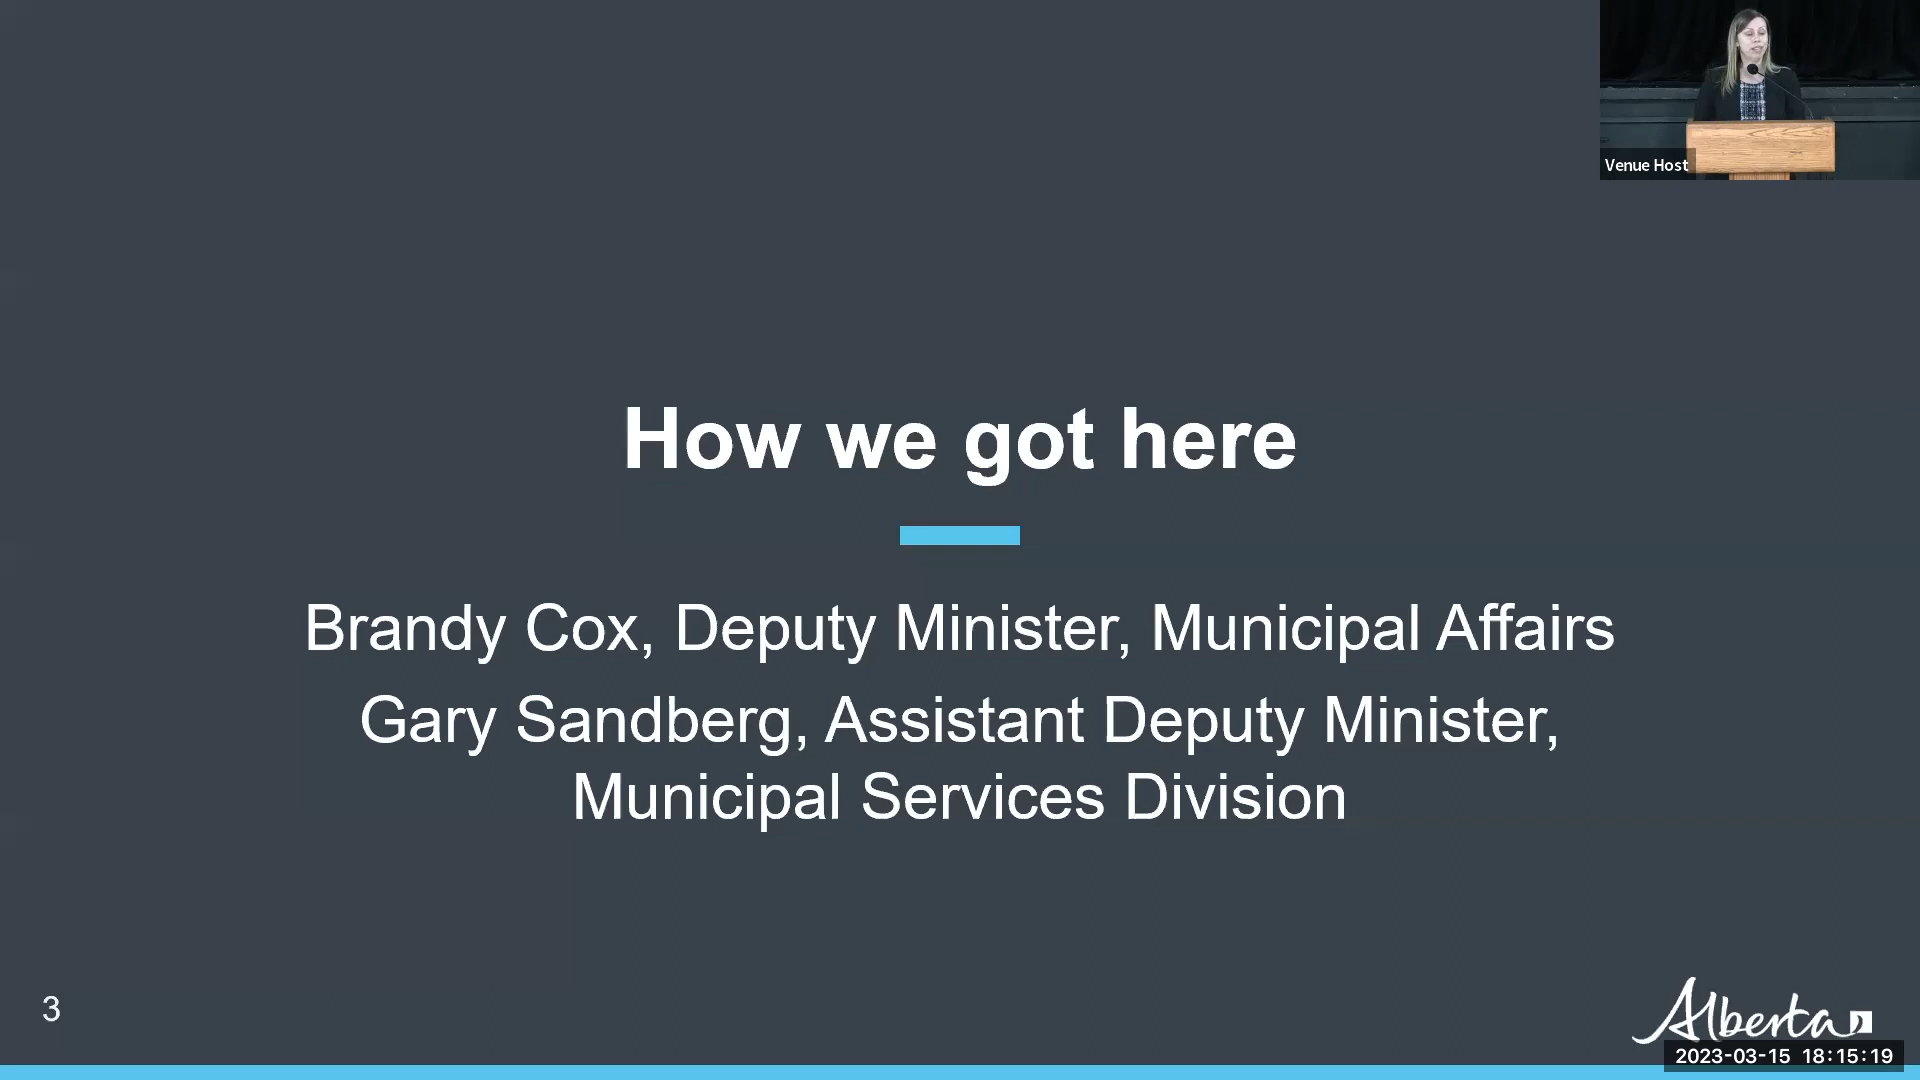 Venue Host
How we got here
Brandy Cox, Deputy Minister, Municipal Affairs
Gary Sandberg, Assistant Deputy Minister,
Municipal Services Division
3
Alberta
2023-03-15 18:15:19